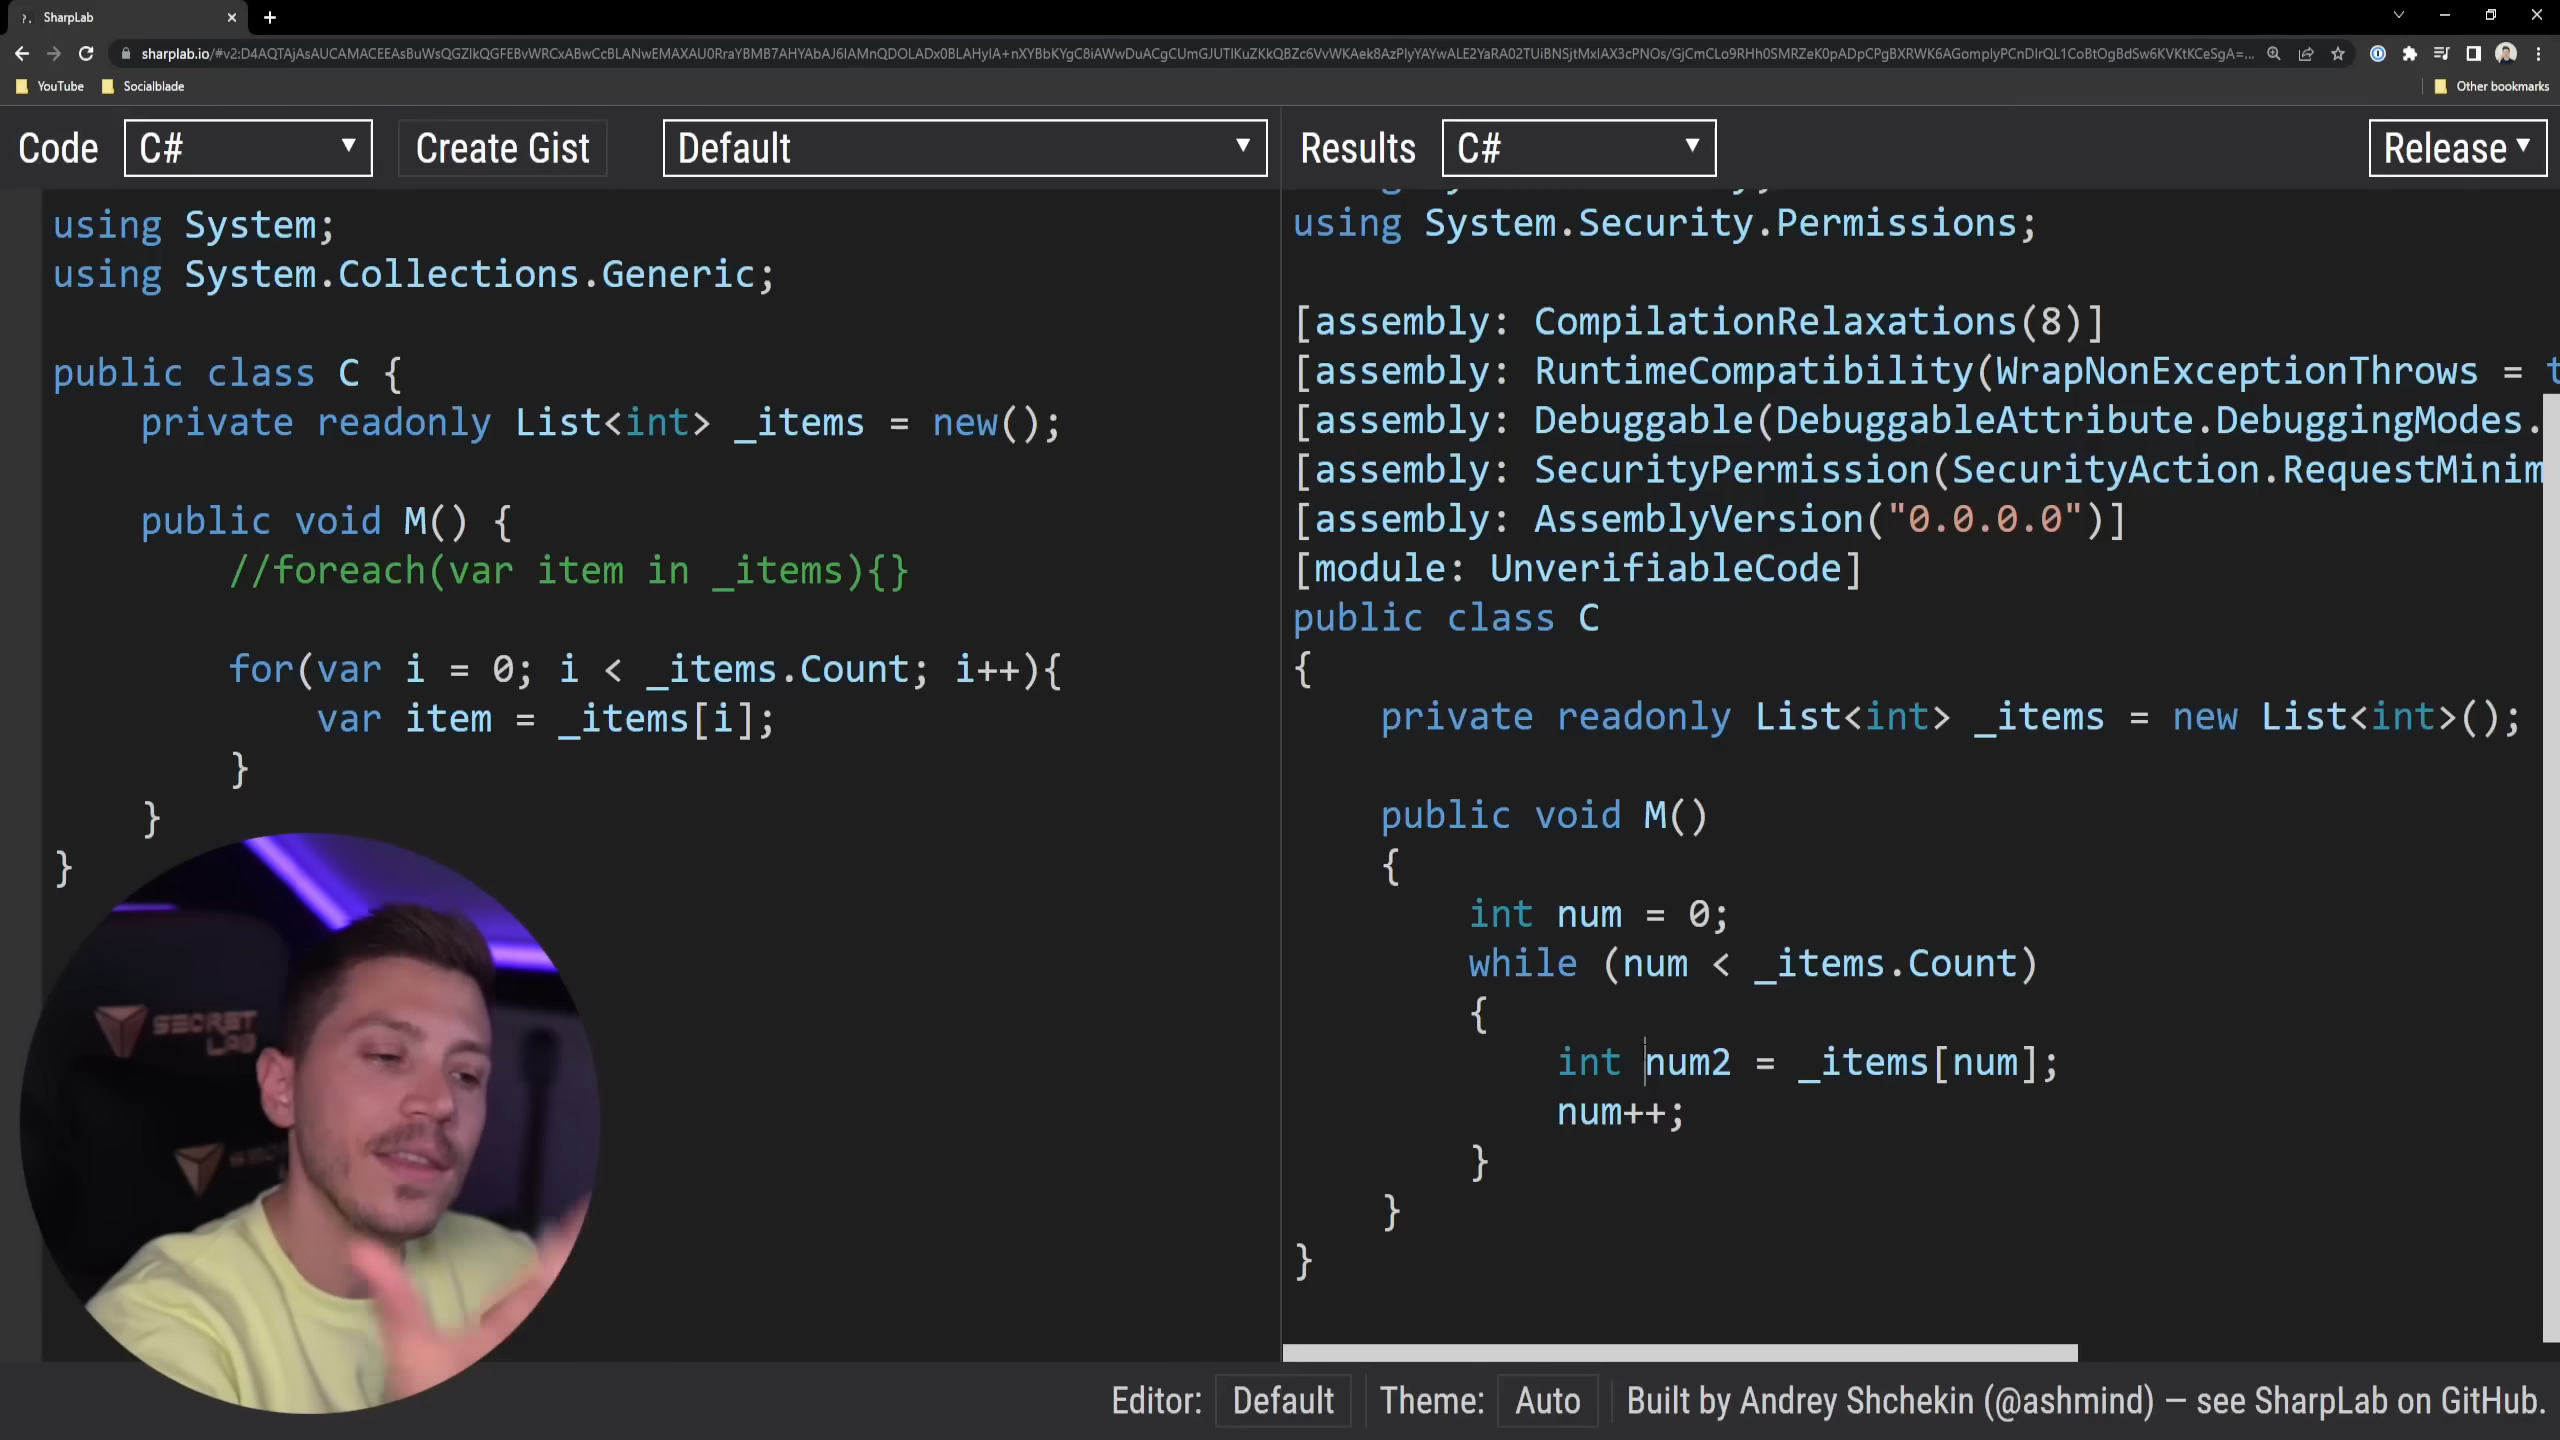 SharpLab
sharplab.io/#v2:D4AQTAjAsAUCAMACEEAsBuWsQGZlkQGFEBvWRCxABwCcBLANwEMAXAU0RraYBMB7AHYAbAJ6IAMnQDOLADx0BLAHyIA+nXYBbKYgC8iAWwDuACgCUmGJUTIKuZKkQBZc6VvWKAek8AzPIyYAYwALE2YaRA02TUiBNSjtMxIAX3cPNOs/GjCmCLo9RHh0SMRZeK0pADpCPgBXRWK6AGomplyPCnDIrQL1CoBtOgBdSw6KVKtKCeSgA=...
YouTube
Socialblade
Other bookmarks
Code C# Create Gist Default
Results C# Release
using System;
using System.Collections.Generic;
public class C {
private readonly List<int> _items = new();
public void M() {
//foreach(var item in _items){}
for(var i = 0; i < _items.Count; i++){
var item = _items[i];
}
}
}
using System.Security.Permissions;
[assembly: CompilationRelaxations(8)]
[assembly: RuntimeCompatibility(WrapNonExceptionThrows = t
[assembly: Debuggable(DebuggableAttribute.DebuggingModes.
[assembly: SecurityPermission(SecurityAction.RequestMinim
[assembly: AssemblyVersion("0.0.0.0")]
[module: UnverifiableCode]
public class C
{
private readonly List<int> _items = new List<int>();
public void M()
{
int num = 0;
while (num < _items.Count)
{
int num2 = _items[num];
num++;
}
}
}
SECRET
LAB
Editor: Default Theme: Auto Built by Andrey Shchekin (@ashmind) — see SharpLab on GitHub.